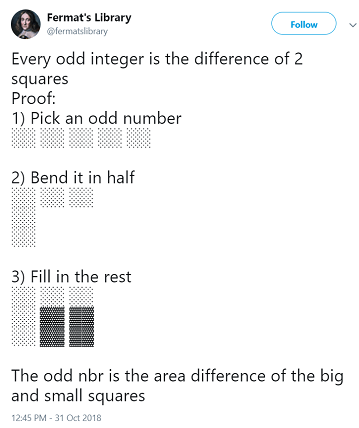 Fermat's Library
@fermatslibrary
Follow
Every odd integer is the difference of 2
squares
Proof:
1) Pick an odd number
░░░░░
2) Bend it in half
░░░
░
░
3) Fill in the rest
░░░
░▓▓
░▓▓
The odd nbr is the area difference of the big
and small squares
12:45 PM - 31 Oct 2018